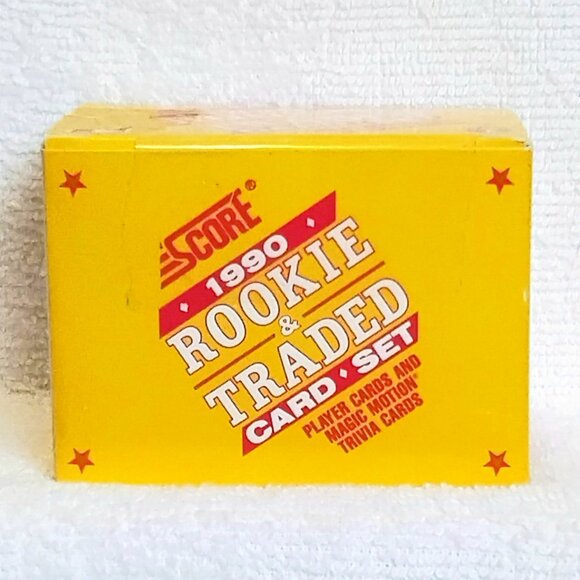 SCORE®
1990
ROOKIE
&
TRADED
CARD SET
PLAYER CARDS AND
MAGIC MOTION®
TRIVIA CARDS